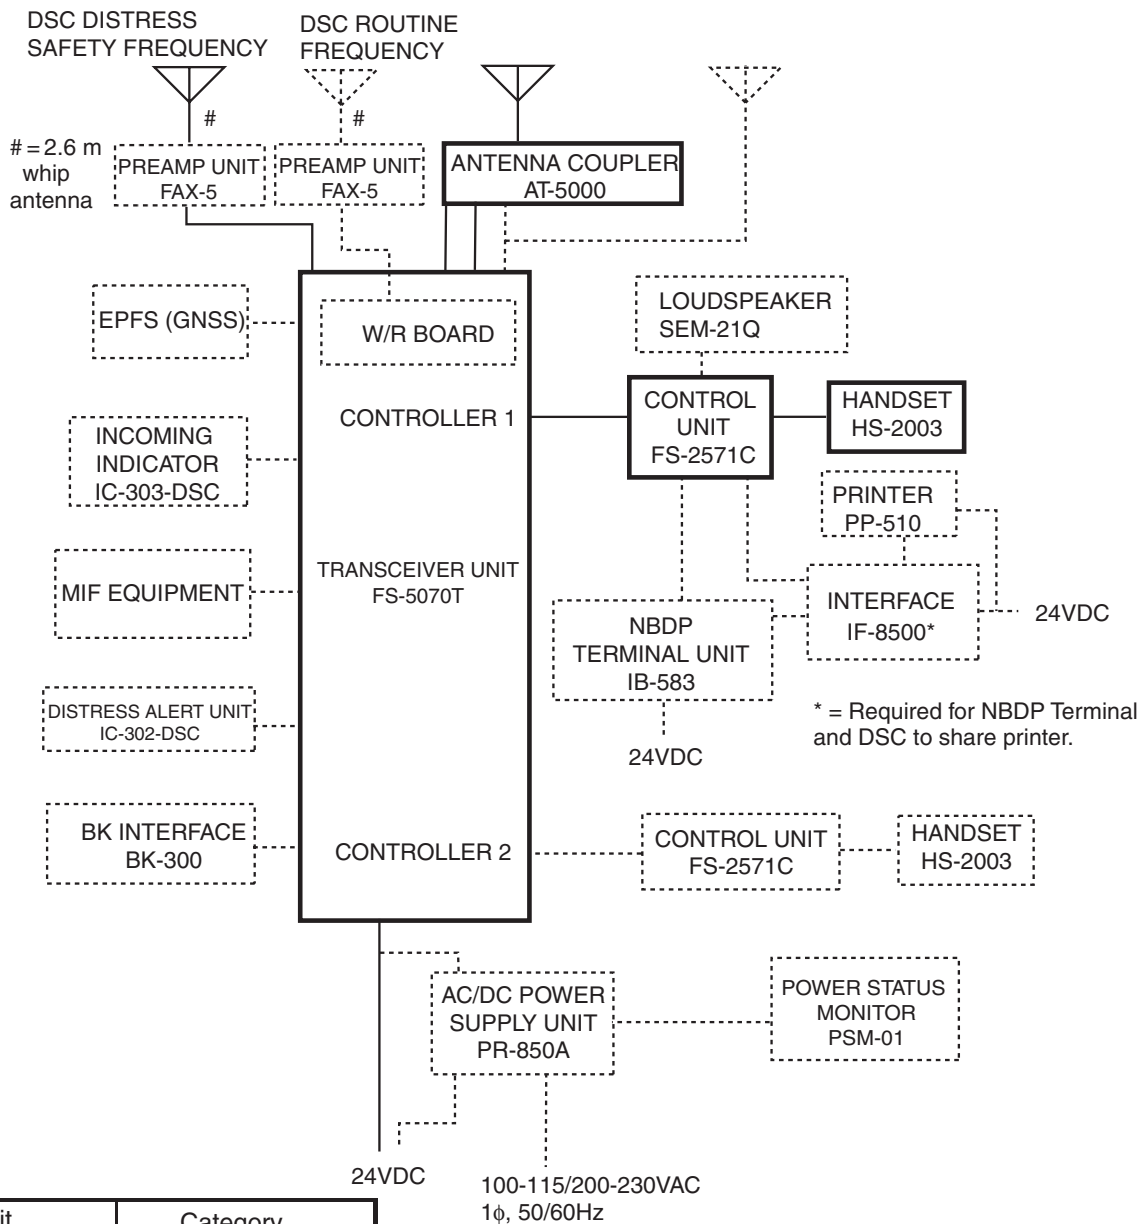 DSC DISTRESS
SAFETY FREQUENCY
DSC ROUTINE
FREQUENCY
#
#
# = 2.6 m
whip
antenna
PREAMP UNIT
FAX-5
PREAMP UNIT
FAX-5
ANTENNA COUPLER
AT-5000
EPFS (GNSS)
W/R BOARD
LOUDSPEAKER
SEM-21Q
CONTROLLER 1
CONTROL
UNIT
FS-2571C
HANDSET
HS-2003
INCOMING
INDICATOR
IC-303-DSC
PRINTER
PP-510
MIF EQUIPMENT
TRANSCEIVER UNIT
FS-5070T
INTERFACE
IF-8500*
24VDC
NBDP
TERMINAL UNIT
IB-583
24VDC
* = Required for NBDP Terminal
and DSC to share printer.
DISTRESS ALERT UNIT
IC-302-DSC
BK INTERFACE
BK-300
CONTROLLER 2
CONTROL UNIT
FS-2571C
HANDSET
HS-2003
AC/DC POWER
SUPPLY UNIT
PR-850A
POWER STATUS
MONITOR
PSM-01
24VDC
100-115/200-230VAC
1ϕ, 50/60Hz
Category